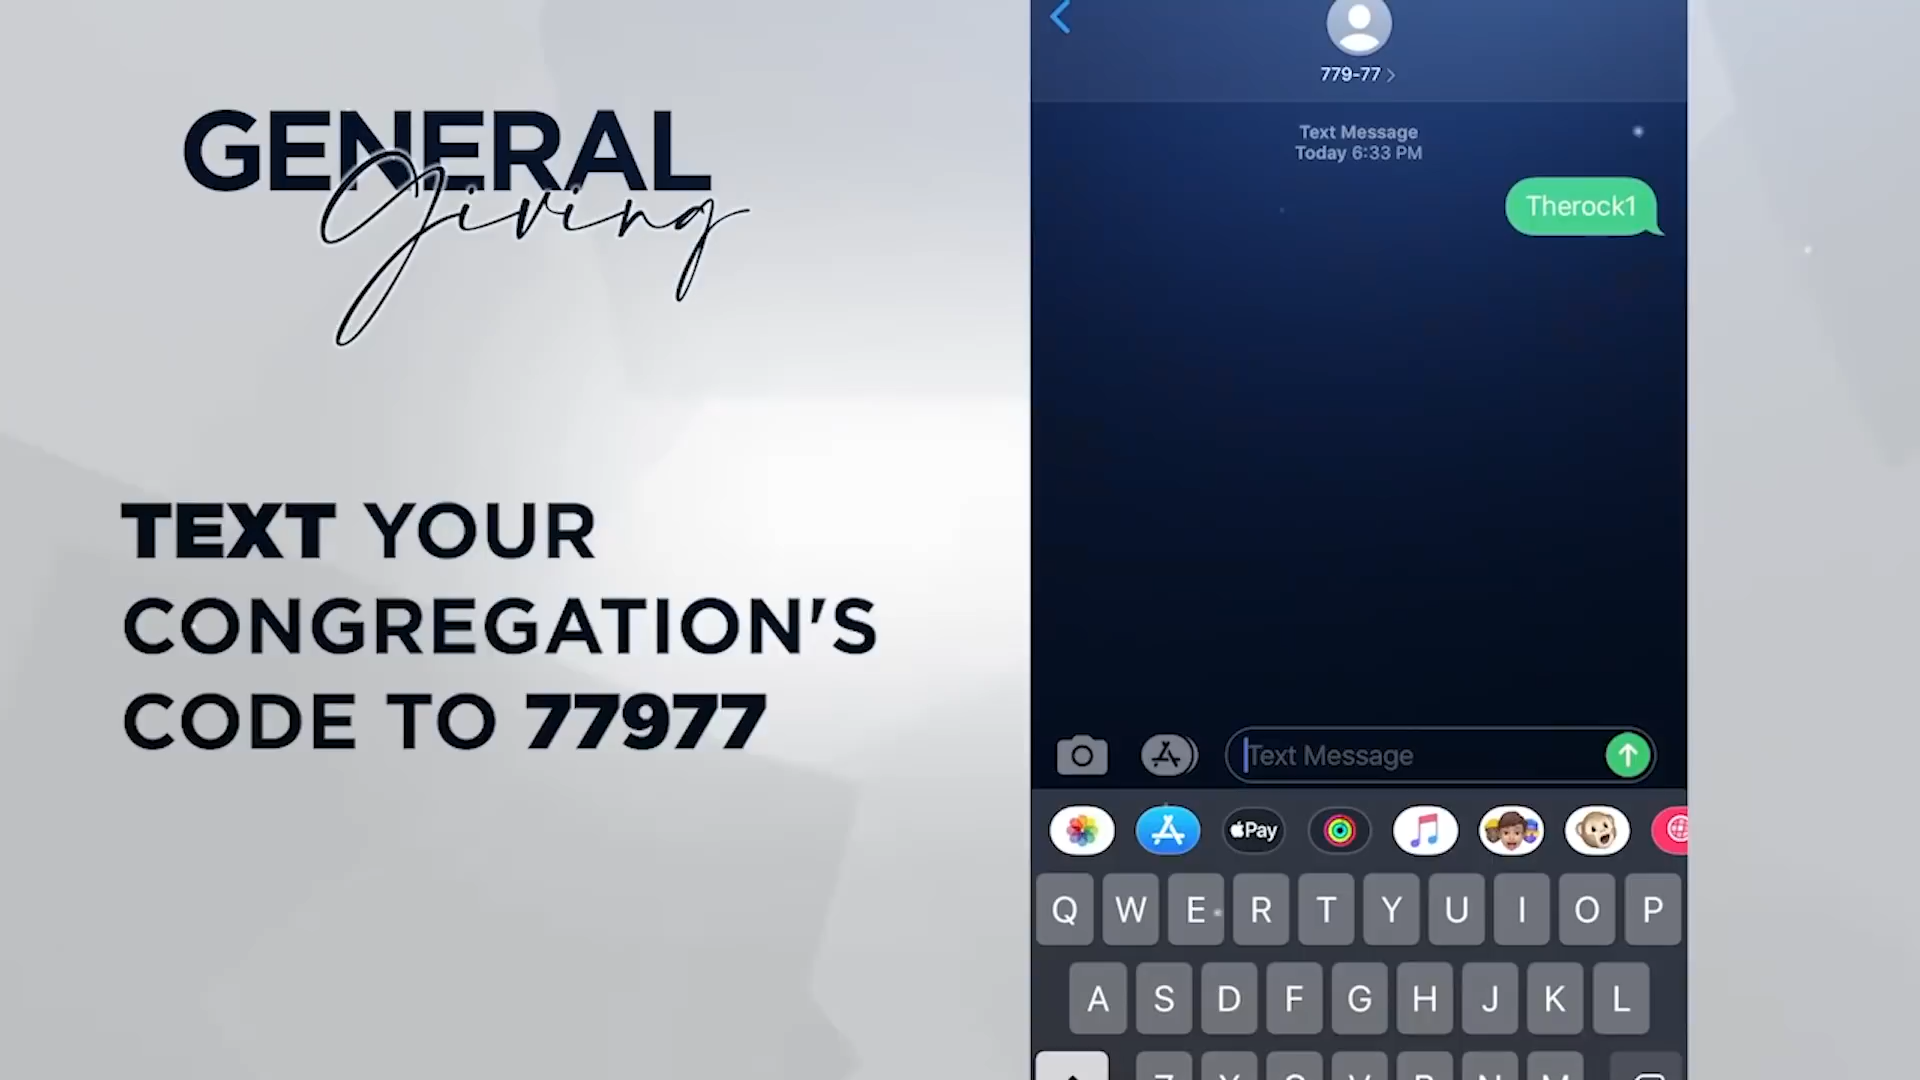 GENERAL
Giving
TEXT YOUR
CONGREGATION'S
CODE TO 77977
779-77
Text Message
Today 6:33 PM
Therock1
Text Message
Pay
Q W E R T Y U I O P
A S D F G H J K L